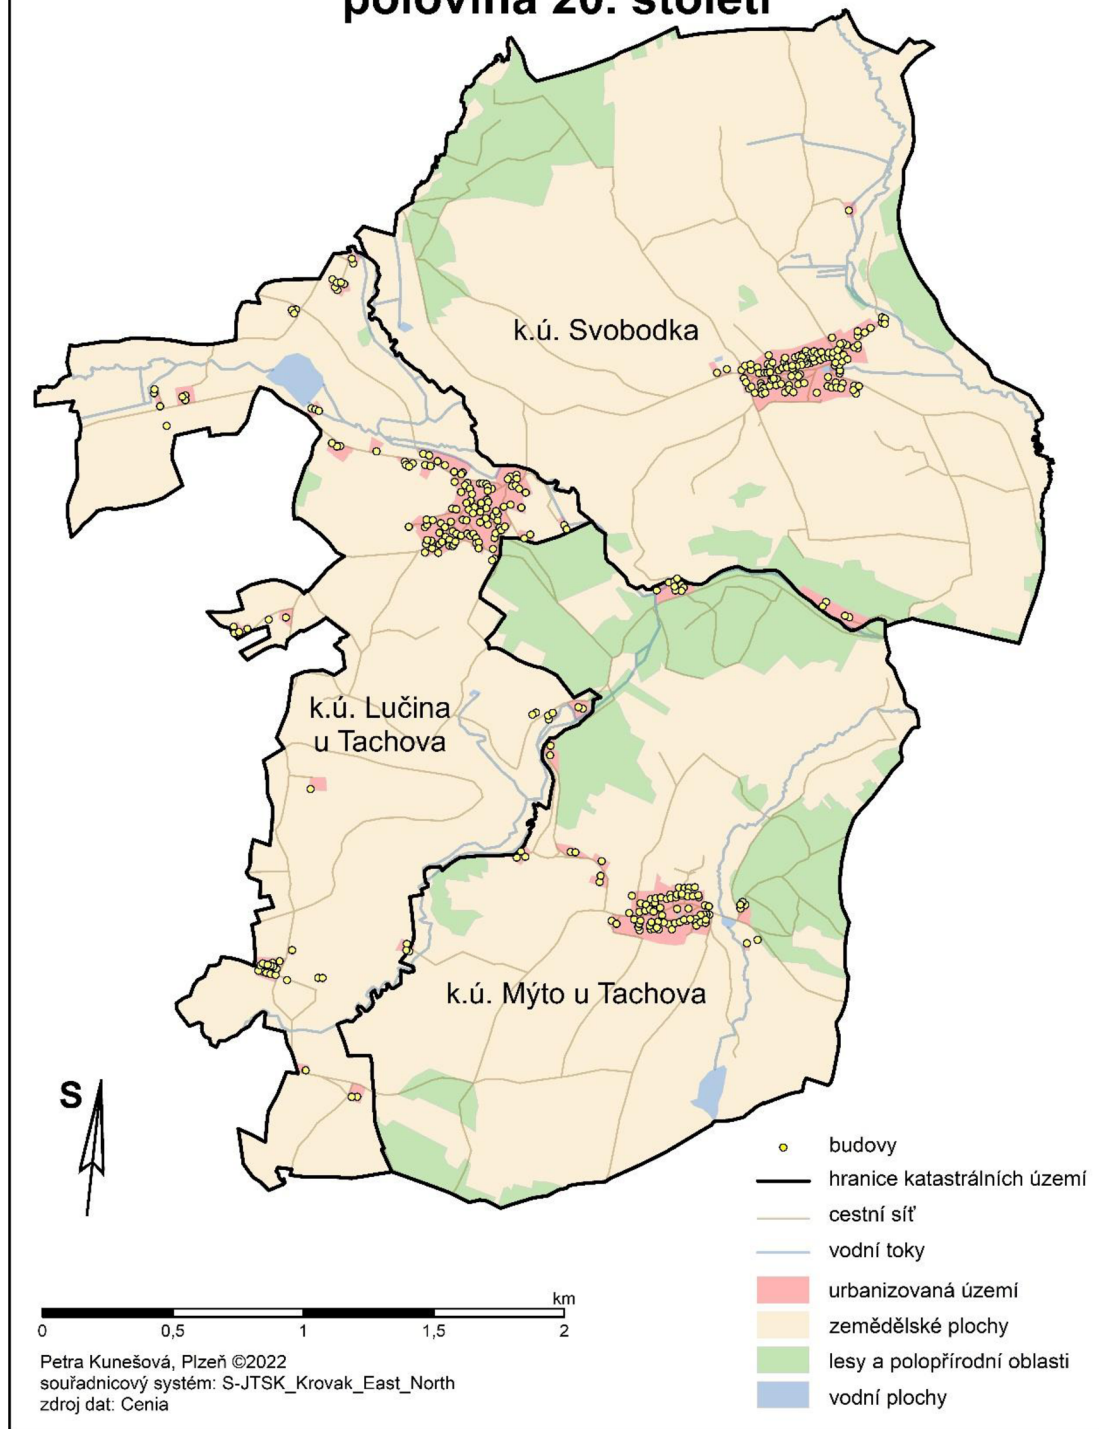 polovina 20. století
k.ú. Svobodka
k.ú. Lučina
u Tachova
k.ú. Mýto u Tachova
S
budovy
hranice katastrálních území
cestní síť
vodní toky
urbanizovaná území
zemědělské plochy
lesy a polopřírodní oblasti
vodní plochy
km
0 0,5 1 1,5 2
Petra Kunešová, Plzeň ©2022
souřadnicový systém: S-JTSK_Krovak_East_North
zdroj dat: Cenia